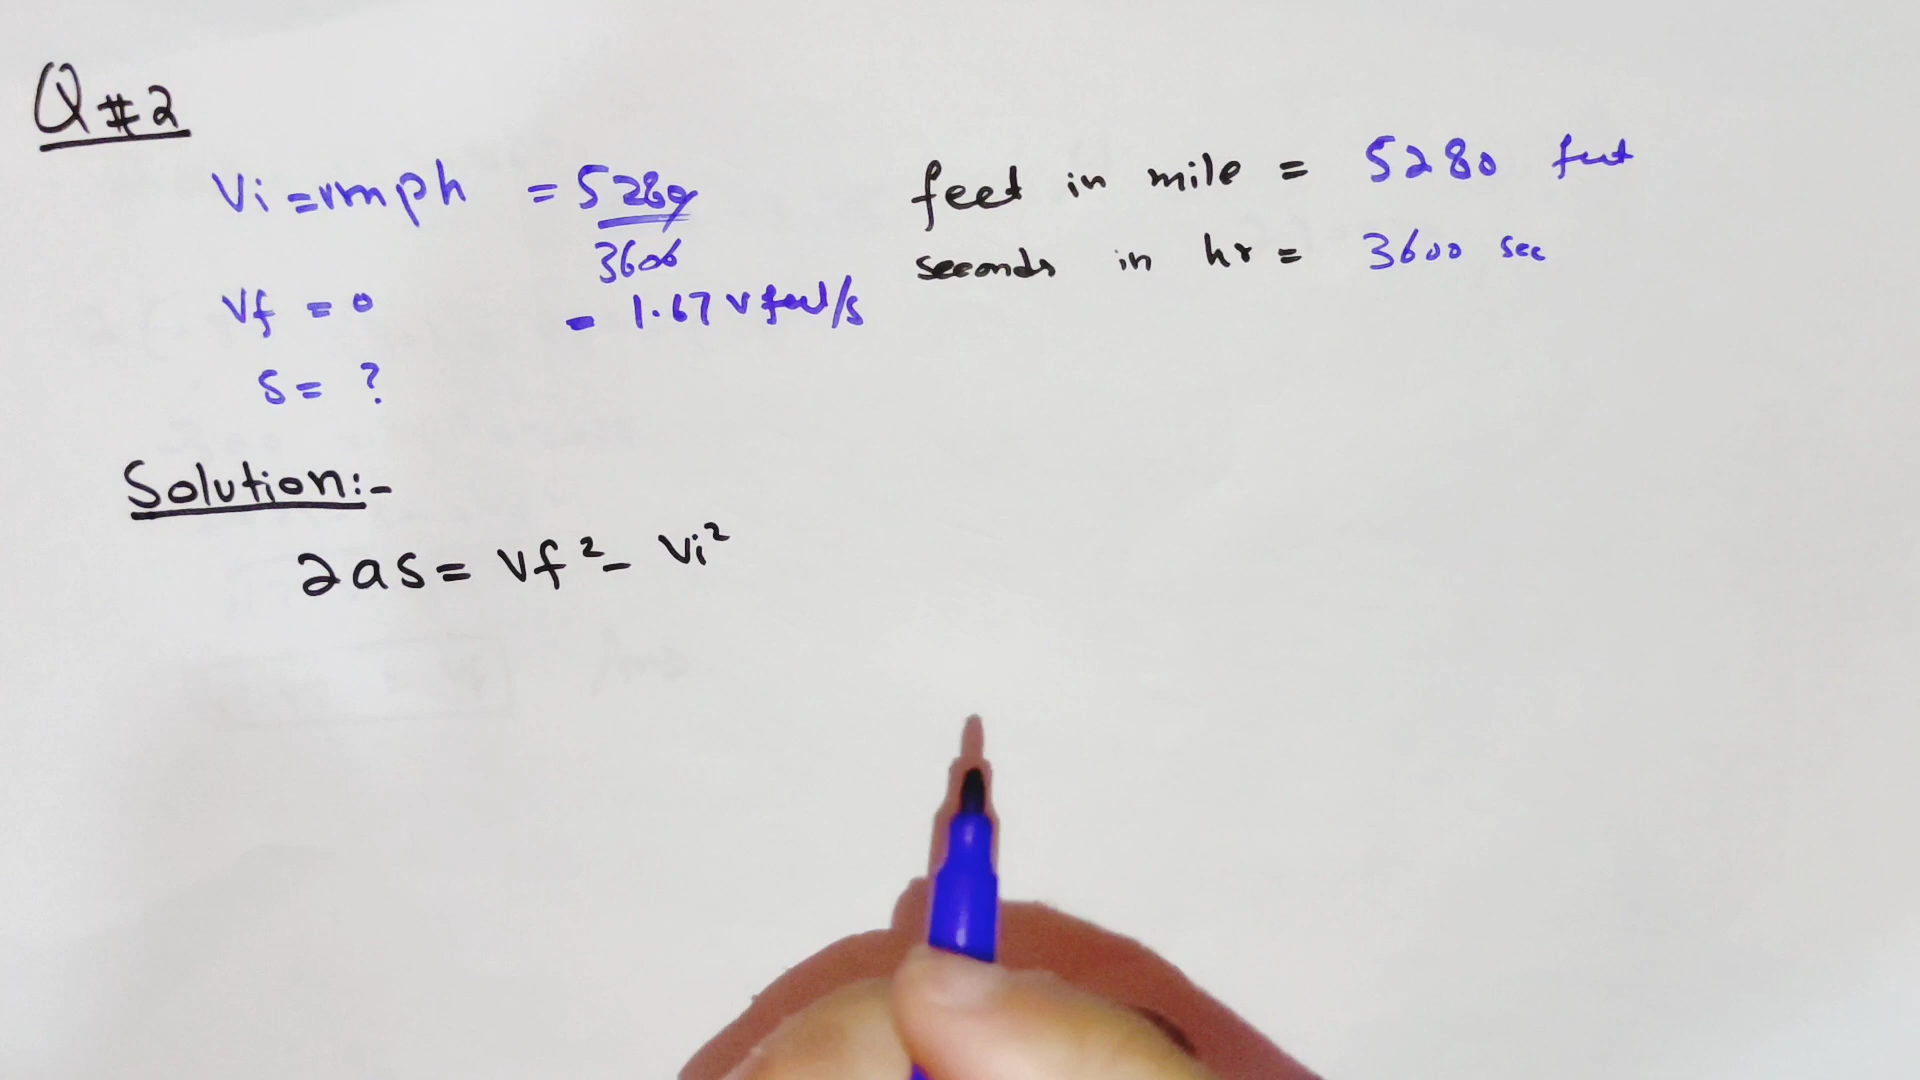 Q#2
Vi = vmph = 5280/3600
feet in mile = 5280 feet
seconds in hr = 3600 sec
Vf = 0
= 1.67 v feet/s
S = ?
Solution:-
2as = Vf² - Vi²